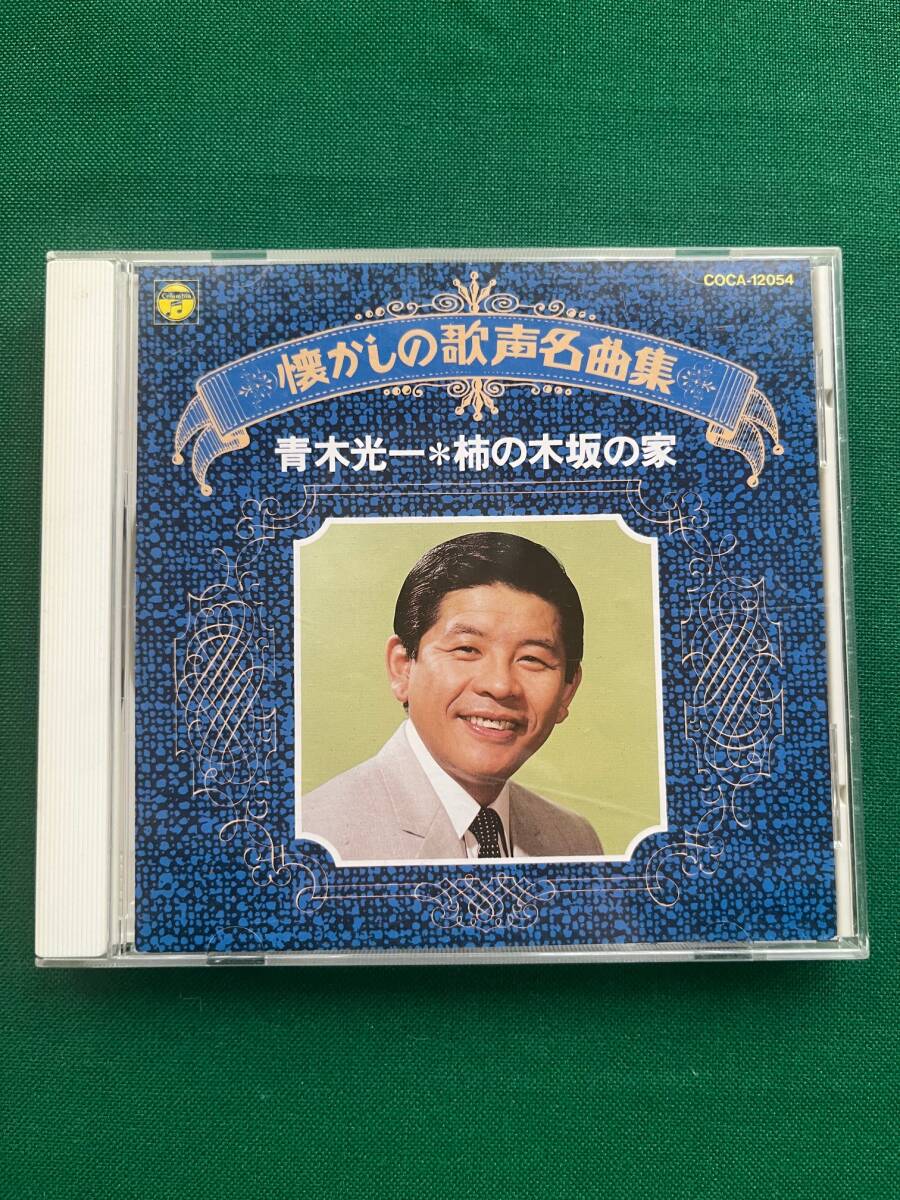 Columbia
COCA-12054
懐かしの歌声名曲集
青木光一*柿の木坂の家